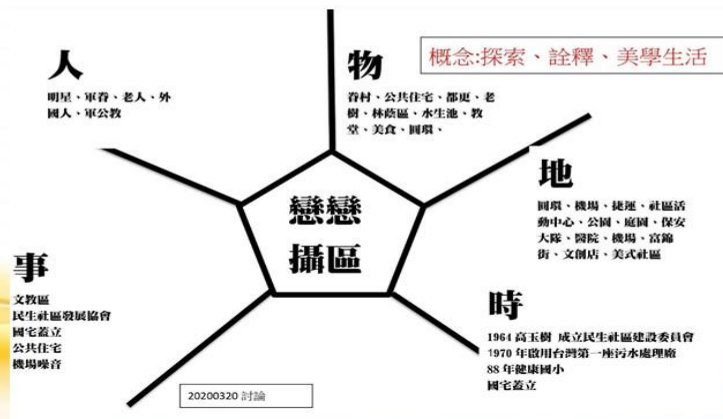 概念:探索、詮釋、美學生活
人
明星、軍眷、老人、外
國人、軍公教
物
眷村、公共住宅、都更、老
樹、林蔭區、水生池、教
堂、美食、圓環、
地
圓環、機場、捷運、社區活
動中心、公園、庭園、保安
大隊、醫院、機場、富錦
街、文創店、美式社區
戀戀
攝區
事
文教區
民生社區發展協會
國宅蓋立
公共住宅
機場噪音
時
1964 高玉樹 成立民生社區建設委員會
1970 年啟用台灣第一座污水處理廠
88 年健康國小
國宅蓋立
20200320 討論